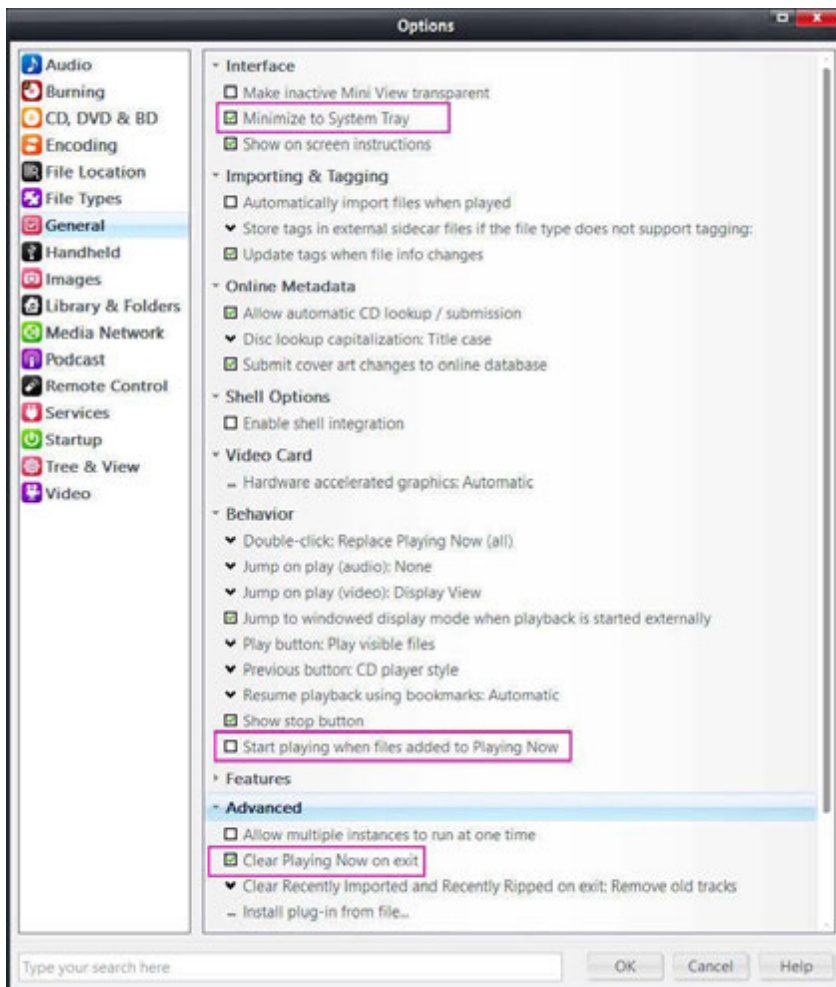 Options
Audio
Burning
CD, DVD & BD
Encoding
File Location
File Types
General
Handheld
Images
Library & Folders
Media Network
Podcast
Remote Control
Services
Startup
Tree & View
Video
Interface
Make inactive Mini View transparent
Minimize to System Tray
Show on screen instructions
Importing & Tagging
Automatically import files when played
Store tags in external sidecar files if the file type does not support tagging:
Update tags when file info changes
Online Metadata
Allow automatic CD lookup / submission
Disc lookup capitalization: Title case
Submit cover art changes to online database
Shell Options
Enable shell integration
Video Card
Hardware accelerated graphics: Automatic
Behavior
Double-click: Replace Playing Now (all)
Jump on play (audio): None
Jump on play (video): Display View
Jump to windowed display mode when playback is started externally
Play button: Play visible files
Previous button: CD player style
Resume playback using bookmarks: Automatic
Show stop button
Start playing when files added to Playing Now
Features
Advanced
Allow multiple instances to run at one time
Clear Playing Now on exit
Clear Recently Imported and Recently Ripped on exit: Remove old tracks
Install plug-in from file...
Type your search here
OK
Cancel
Help